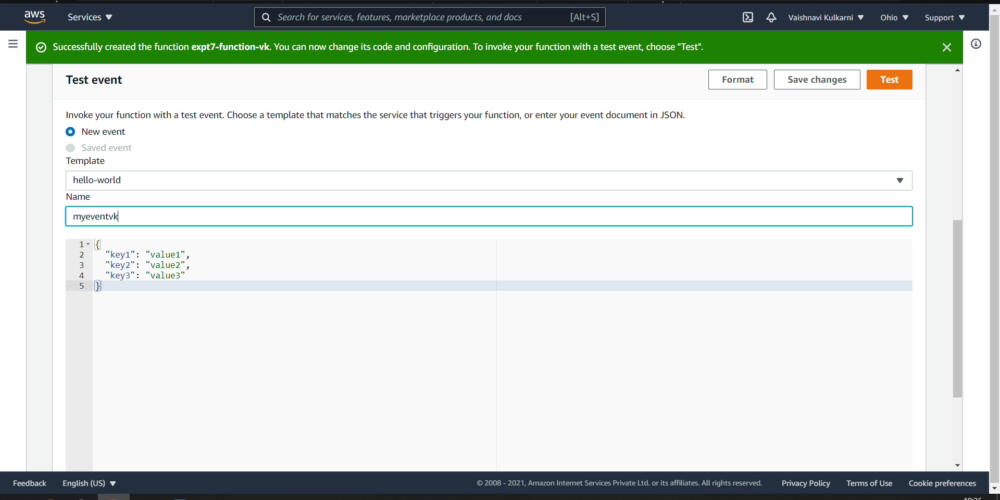 aws Services Search for services, features, marketplace products, and docs [Alt+S] Vaishnavi Kulkarni Ohio Support
Successfully created the function expt7-function-vk. You can now change its code and configuration. To invoke your function with a test event, choose "Test".
Test event Format Save changes Test
Invoke your function with a test event. Choose a template that matches the service that triggers your function, or enter your event document in JSON.
New event
Saved event
Template
hello-world
Name
myeventvk
1 {
2 "key1": "value1",
3 "key2": "value2",
4 "key3": "value3"
5 }
Feedback English (US) © 2008 - 2021, Amazon Internet Services Private Ltd. or its affiliates. All rights reserved. Privacy Policy Terms of Use Cookie preferences